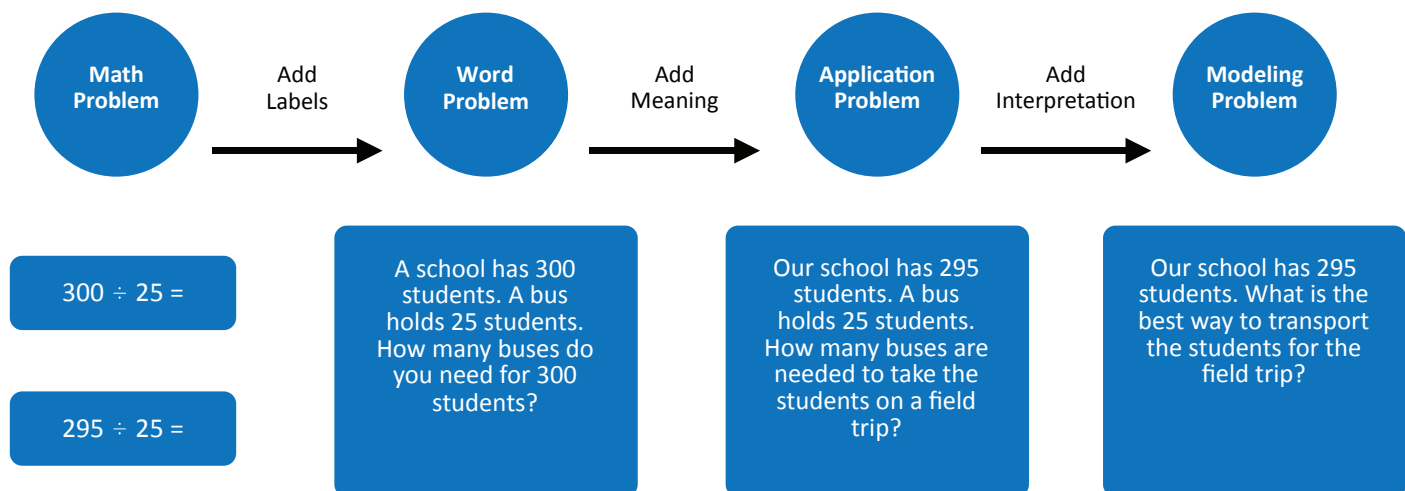 Math
Problem
Add
Labels
Word
Problem
Add
Meaning
Application
Problem
Add
Interpretation
Modeling
Problem
300 ÷ 25 =
295 ÷ 25 =
A school has 300
students. A bus
holds 25 students.
How many buses do
you need for 300
students?
Our school has 295
students. A bus
holds 25 students.
How many buses are
needed to take the
students on a field
trip?
Our school has 295
students. What is the
best way to transport
the students for the
field trip?